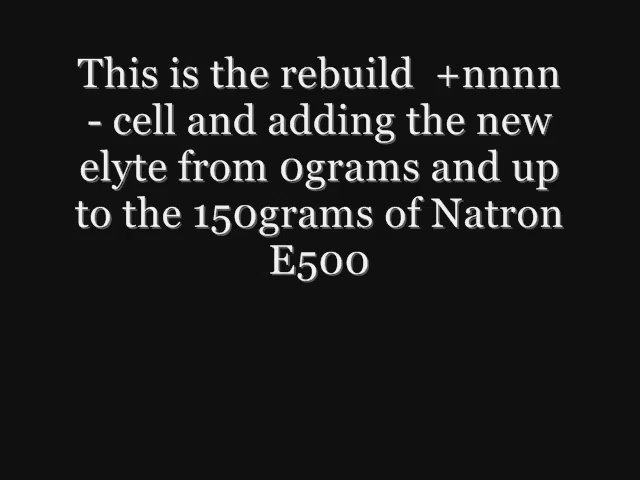 This is the rebuild  +nnnn
- cell and adding the new
elyte from 0grams and up
to the 150grams of Natron
E500